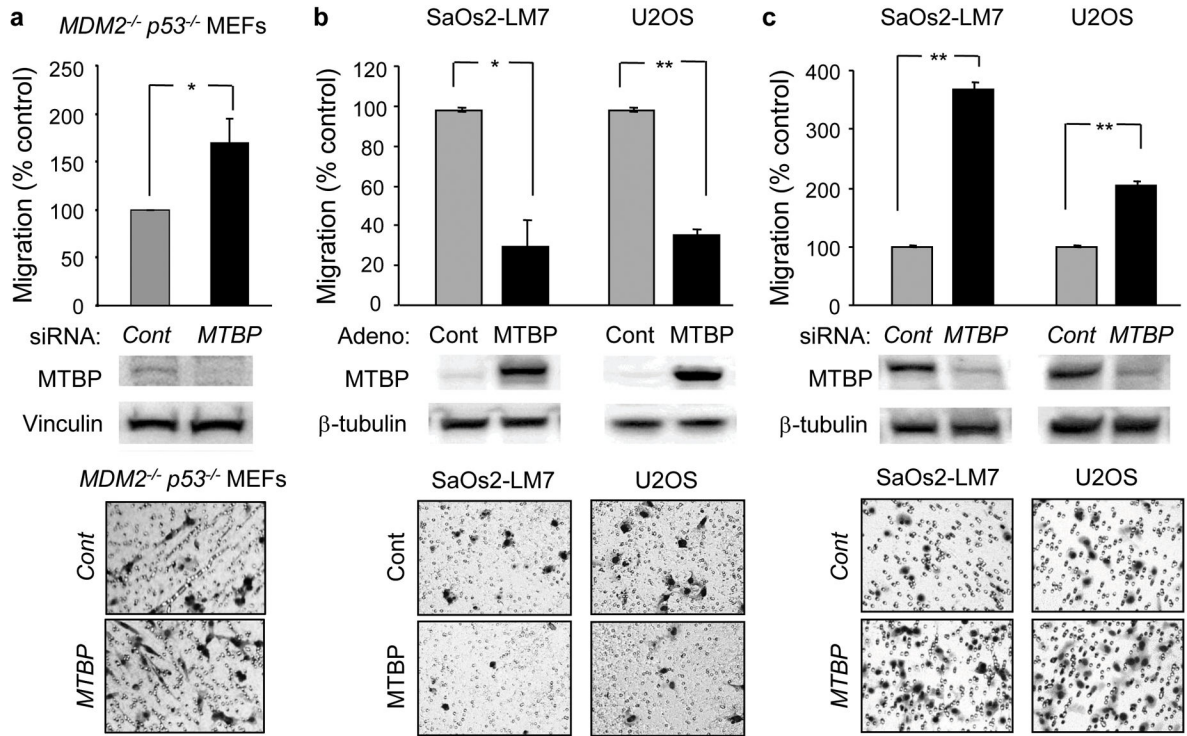 a
MDM2-/- p53-/- MEFs
Migration (% control)
250
200
150
100
50
0
*
siRNA: Cont MTBP
MTBP
Vinculin
MDM2-/- p53-/- MEFs
Cont
MTBP
b
SaOs2-LM7 U2OS
Migration (% control)
120
100
80
60
40
20
0
* **
Adeno: Cont MTBP Cont MTBP
MTBP
β-tubulin
SaOs2-LM7 U2OS
Cont
MTBP
c
SaOs2-LM7 U2OS
Migration (% control)
400
300
200
100
0
** **
siRNA: Cont MTBP Cont MTBP
MTBP
β-tubulin
SaOs2-LM7 U2OS
Cont
MTBP